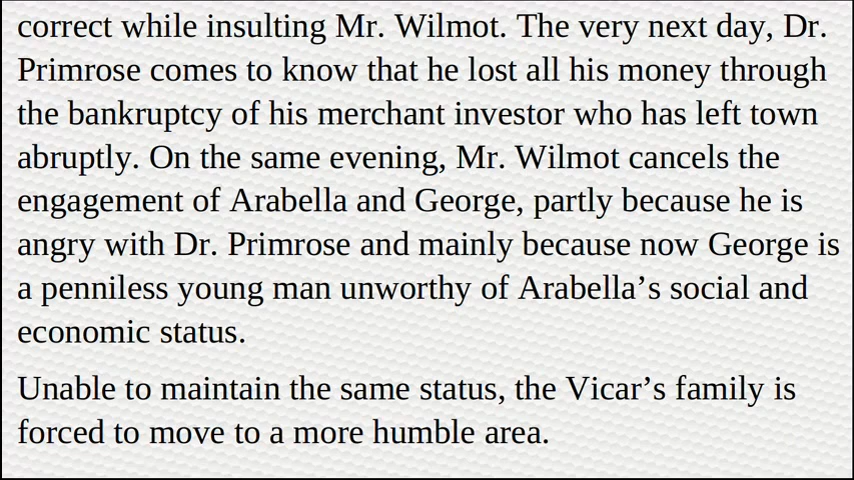 correct while insulting Mr. Wilmot. The very next day, Dr.
Primrose comes to know that he lost all his money through
the bankruptcy of his merchant investor who has left town
abruptly. On the same evening, Mr. Wilmot cancels the
engagement of Arabella and George, partly because he is
angry with Dr. Primrose and mainly because now George is
a penniless young man unworthy of Arabella’s social and
economic status.
Unable to maintain the same status, the Vicar’s family is
forced to move to a more humble area.